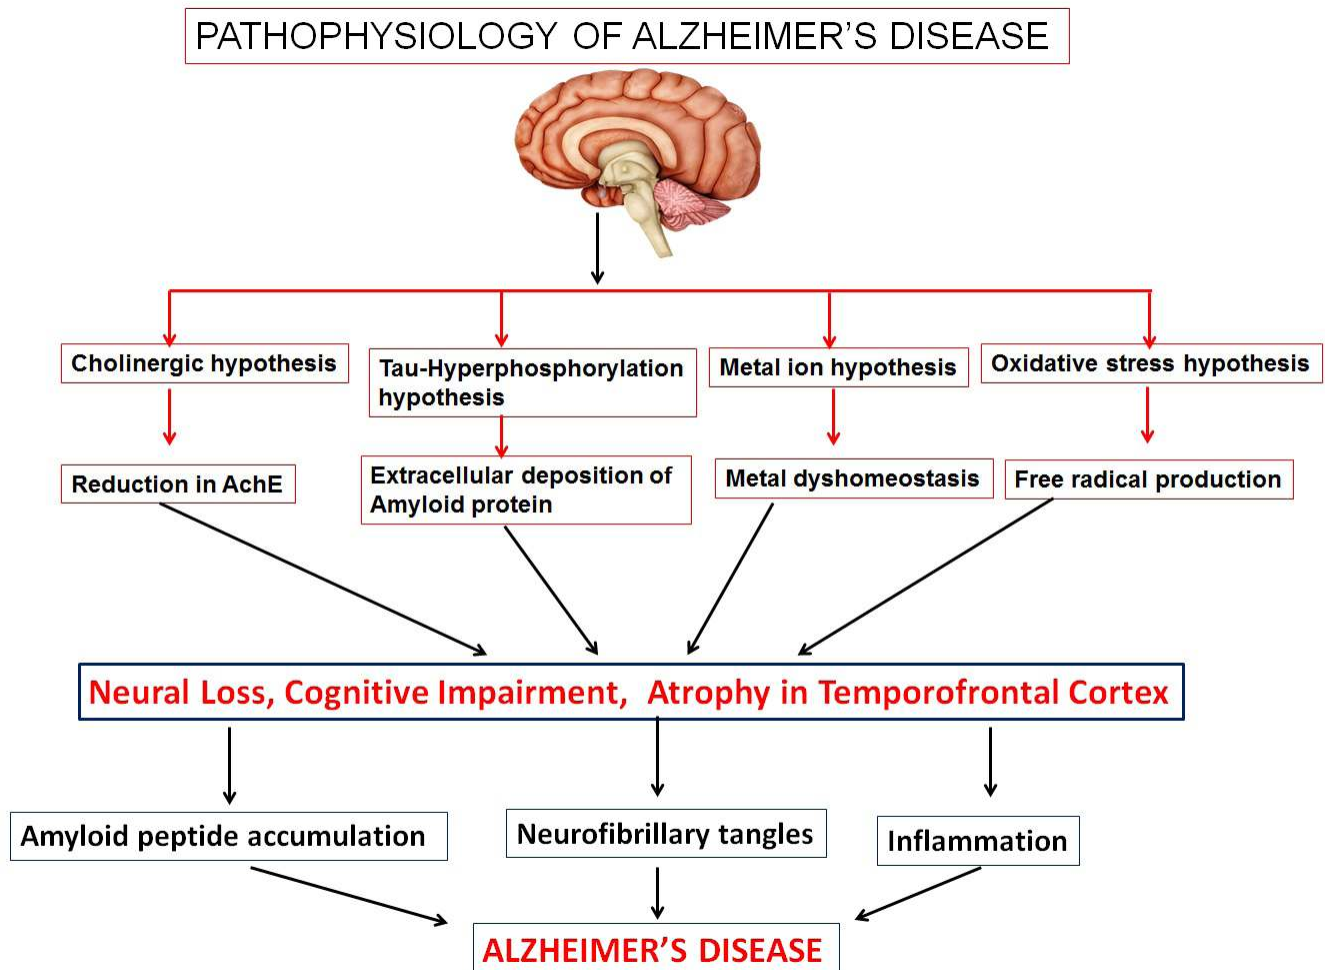 PATHOPHYSIOLOGY OF ALZHEIMER’S DISEASE
Cholinergic hypothesis
Tau-Hyperphosphorylation
hypothesis
Metal ion hypothesis
Oxidative stress hypothesis
Reduction in AchE
Extracellular deposition of
Amyloid protein
Metal dyshomeostasis
Free radical production
Neural Loss, Cognitive Impairment, Atrophy in Temporofrontal Cortex
Amyloid peptide accumulation
Neurofibrillary tangles
Inflammation
ALZHEIMER’S DISEASE